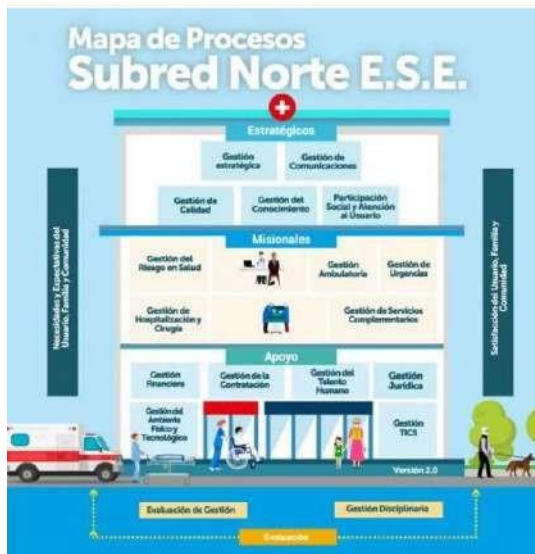 Mapa de Procesos
Subred Norte E.S.E.
Estratégicos
Gestión
estratégica
Gestión de
Comunicaciones
Gestión de
Calidad
Gestión del
Conocimiento
Participación
Social y Atención
al Usuario
Necesidades y Expectativas del
Usuario, Familia y Comunidad
Misionales
Gestión del
Riesgo en Salud
Gestión
Ambulatoria
Gestión de
Urgencias
Gestión de
Hospitalización y
Cirugía
Gestión de Servicios
Complementarios
Satisfacción del Usuario, Familia y
Comunidad
Apoyo
Gestión
Financiera
Gestión de la
Contratación
Gestión del
Talento
Humano
Gestión
Jurídica
Gestión del
Ambiente
Físico y
Tecnológico
Gestión
TICS
Versión 2.0
Evaluación de Gestión
Gestión Disciplinaria
Evaluación